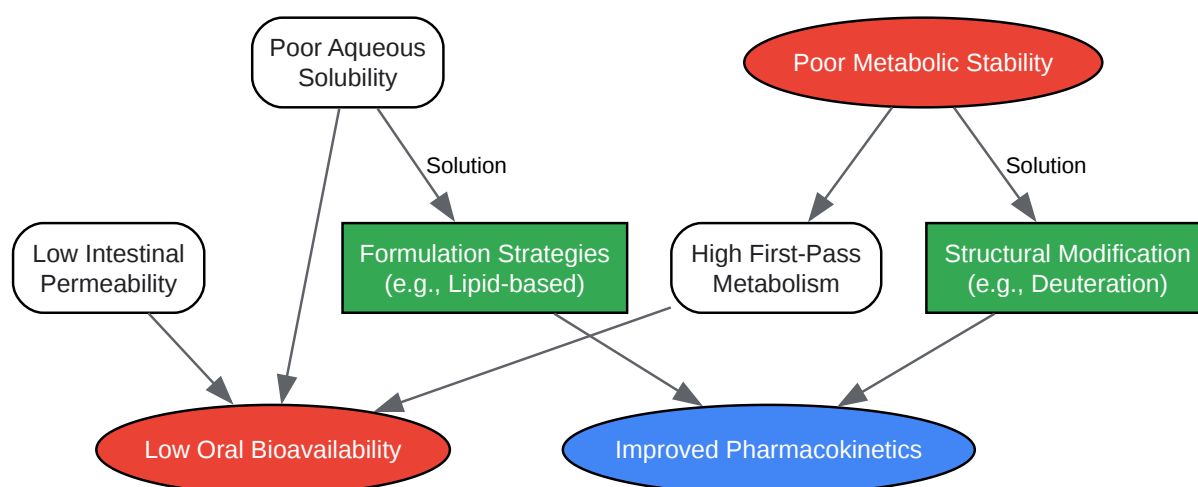 Poor Aqueous
Solubility
Poor Metabolic Stability
Solution
Solution
Low Intestinal
Permeability
Formulation Strategies
(e.g., Lipid-based)
High First-Pass
Metabolism
Structural Modification
(e.g., Deuteration)
Low Oral Bioavailability
Improved Pharmacokinetics